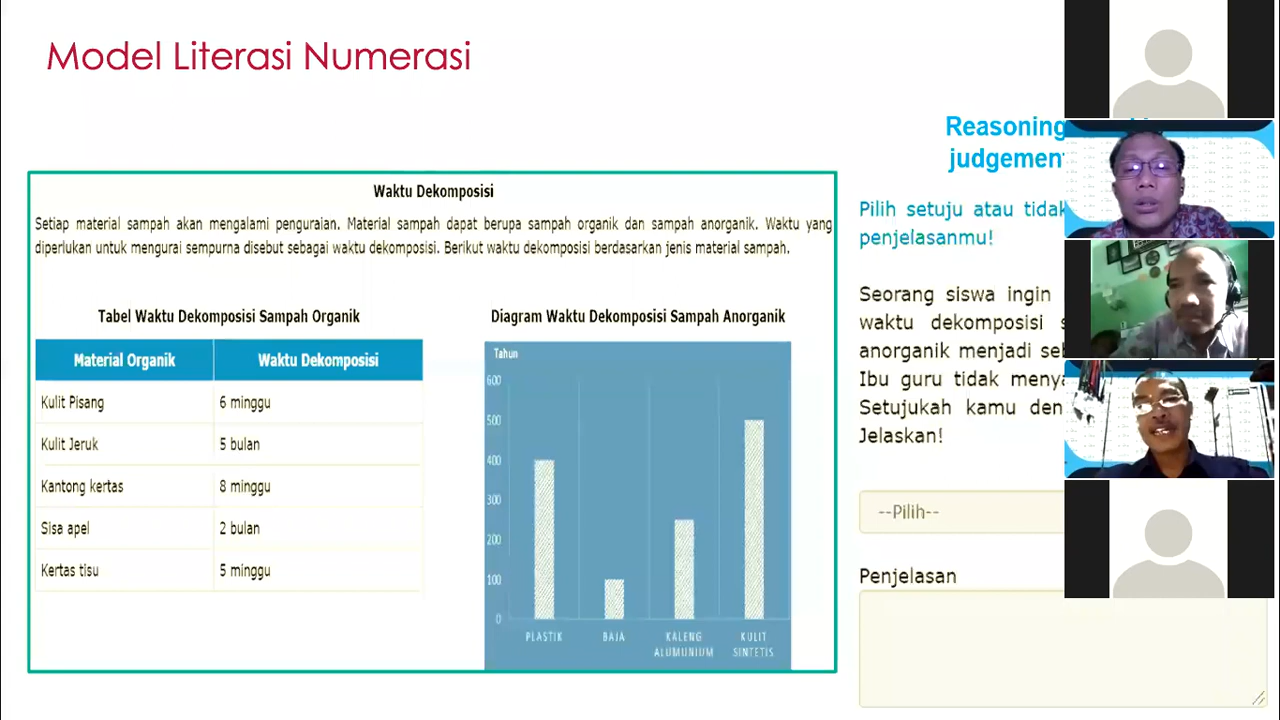 Model Literasi Numerasi
Reasoning
judgement
Waktu Dekomposisi
Setiap material sampah akan mengalami penguraian. Material sampah dapat berupa sampah organik dan sampah anorganik. Waktu yang
diperlukan untuk mengurai sempurna disebut sebagai waktu dekomposisi. Berikut waktu dekomposisi berdasarkan jenis material sampah.
Tabel Waktu Dekomposisi Sampah Organik
Material Organik Waktu Dekomposisi
Kulit Pisang 6 minggu
Kulit Jeruk 5 bulan
Kantong kertas 8 minggu
Sisa apel 2 bulan
Kertas tisu 5 minggu
Diagram Waktu Dekomposisi Sampah Anorganik
Tahun
600
500
400
300
200
100
0
PLASTIK BAJA KALENG KULIT
ALUMUNIUM SINTETIS
Pilih setuju atau tidak
penjelasanmu!
Seorang siswa ingin
waktu dekomposisi
anorganik menjadi
Ibu guru tidak
Setujukah kamu
Jelaskan!
--Pilih--
Penjelasan